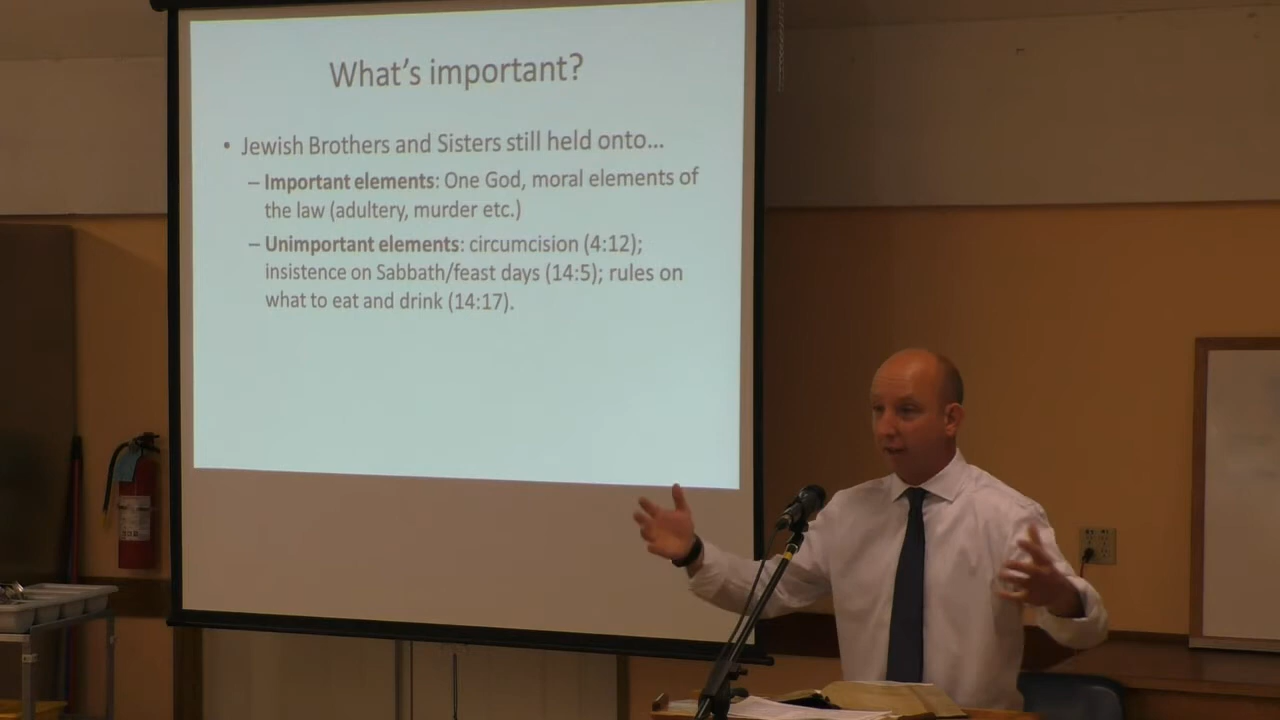 What's important?
• Jewish Brothers and Sisters still held onto...
– Important elements: One God, moral elements of
the law (adultery, murder etc.)
– Unimportant elements: circumcision (4:12);
insistence on Sabbath/feast days (14:5); rules on
what to eat and drink (14:17).